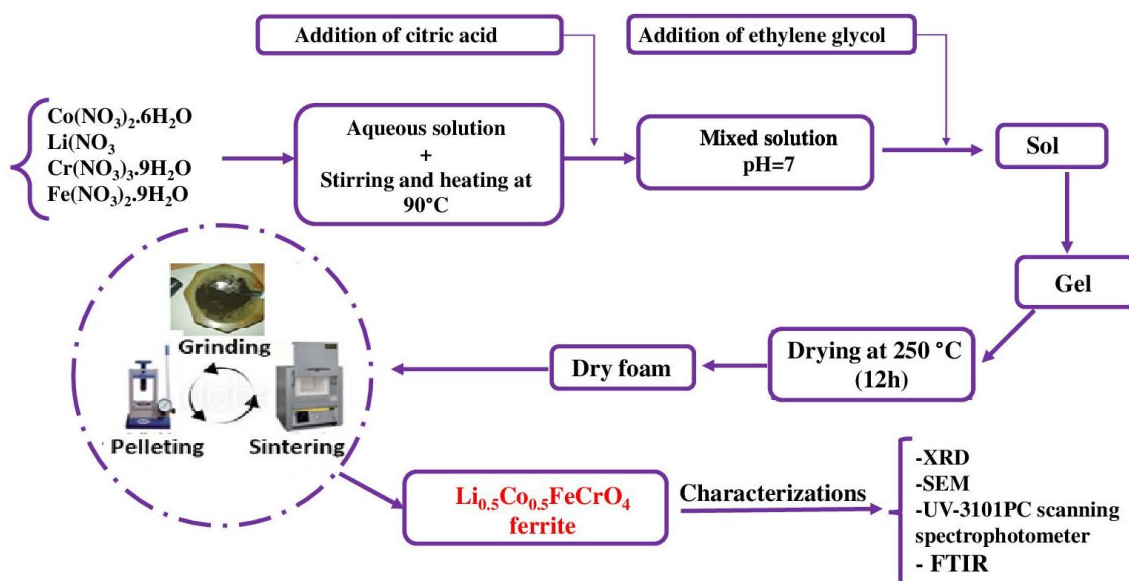 Addition of citric acid
Addition of ethylene glycol
Co(NO₃)₂.6H₂O
Li(NO₃
Cr(NO₃)₃.9H₂O
Fe(NO₃)₂.9H₂O
Aqueous solution
+
Stirring and heating at
90°C
Mixed solution
pH=7
Sol
Gel
Drying at 250 °C
(12h)
Dry foam
Grinding
Pelleting
Sintering
Li₀.₅Co₀.₅FeCrO₄
ferrite
Characterizations
-XRD
-SEM
-UV-3101PC scanning
spectrophotometer
- FTIR